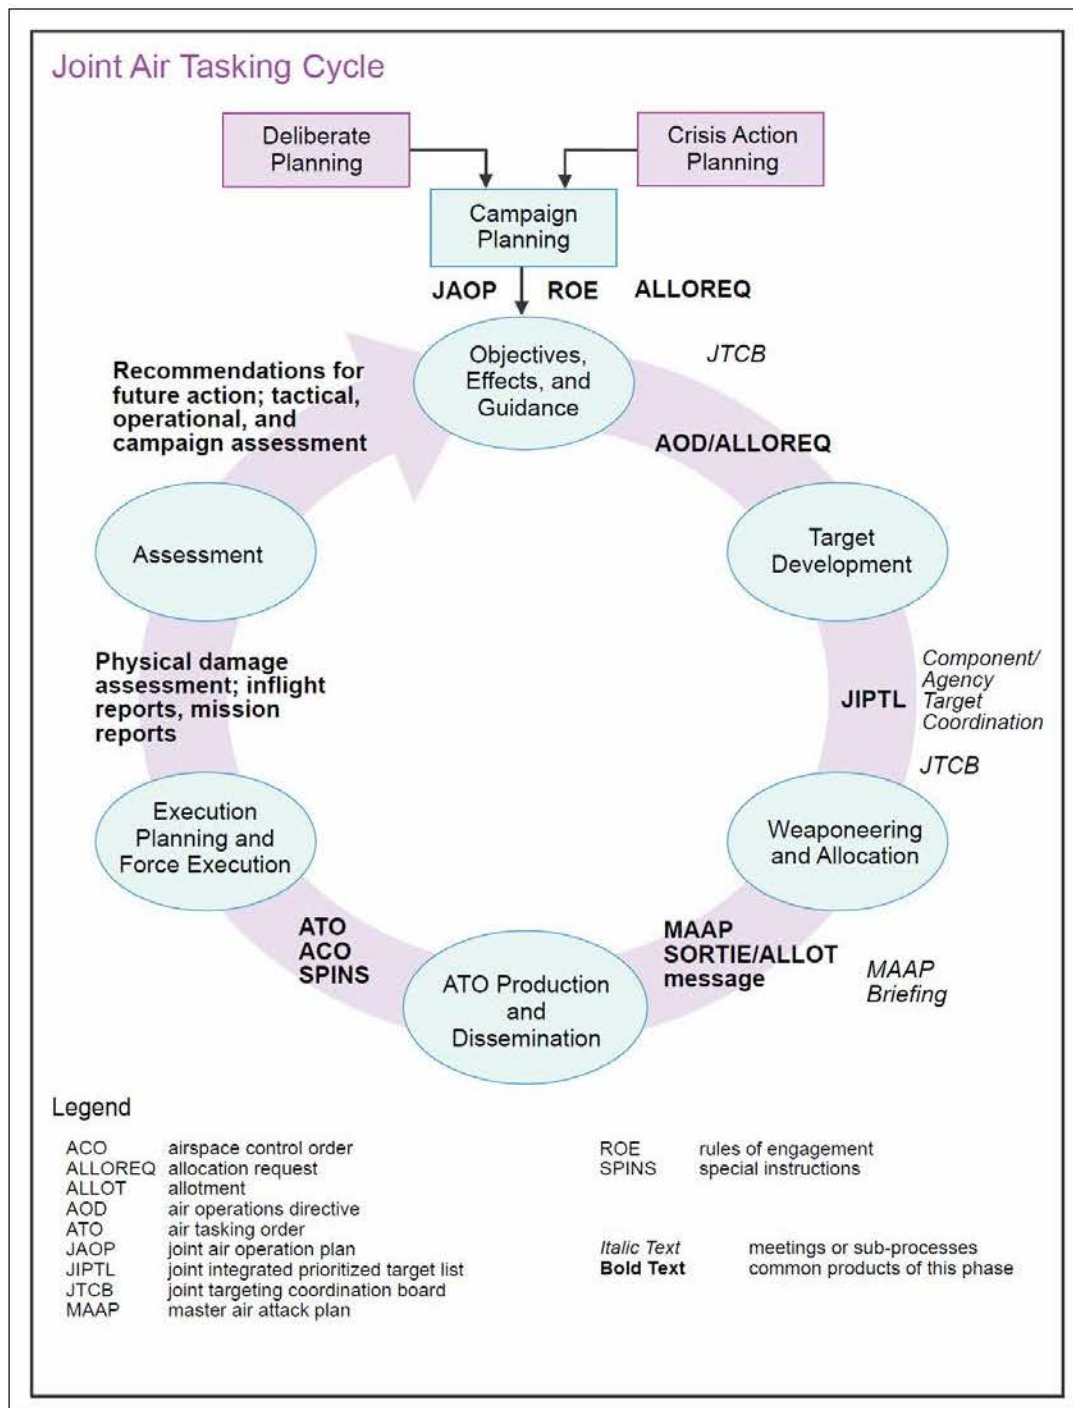 Joint Air Tasking Cycle
Deliberate
Planning
Crisis Action
Planning
Campaign
Planning
JAOP ROE ALLOREQ
Objectives,
Effects, and
Guidance
JTCB
Recommendations for
future action; tactical,
operational, and
campaign assessment
AOD/ALLOREQ
Assessment
Target
Development
Physical damage
assessment; inflight
reports, mission
reports
JIPTL
Component/
Agency
Target
Coordination
JTCB
Execution
Planning and
Force Execution
Weaponeering
and Allocation
ATO
ACO
SPINS
MAAP
SORTIE/ALLOT
message
MAAP
Briefing
ATO Production
and
Dissemination
Legend
ACO airspace control order
ALLOREQ allocation request
ALLOT allotment
AOD air operations directive
ATO air tasking order
JAOP joint air operation plan
JIPTL joint integrated prioritized target list
JTCB joint targeting coordination board
MAAP master air attack plan
ROE rules of engagement
SPINS special instructions
Italic Text meetings or sub-processes
Bold Text common products of this phase